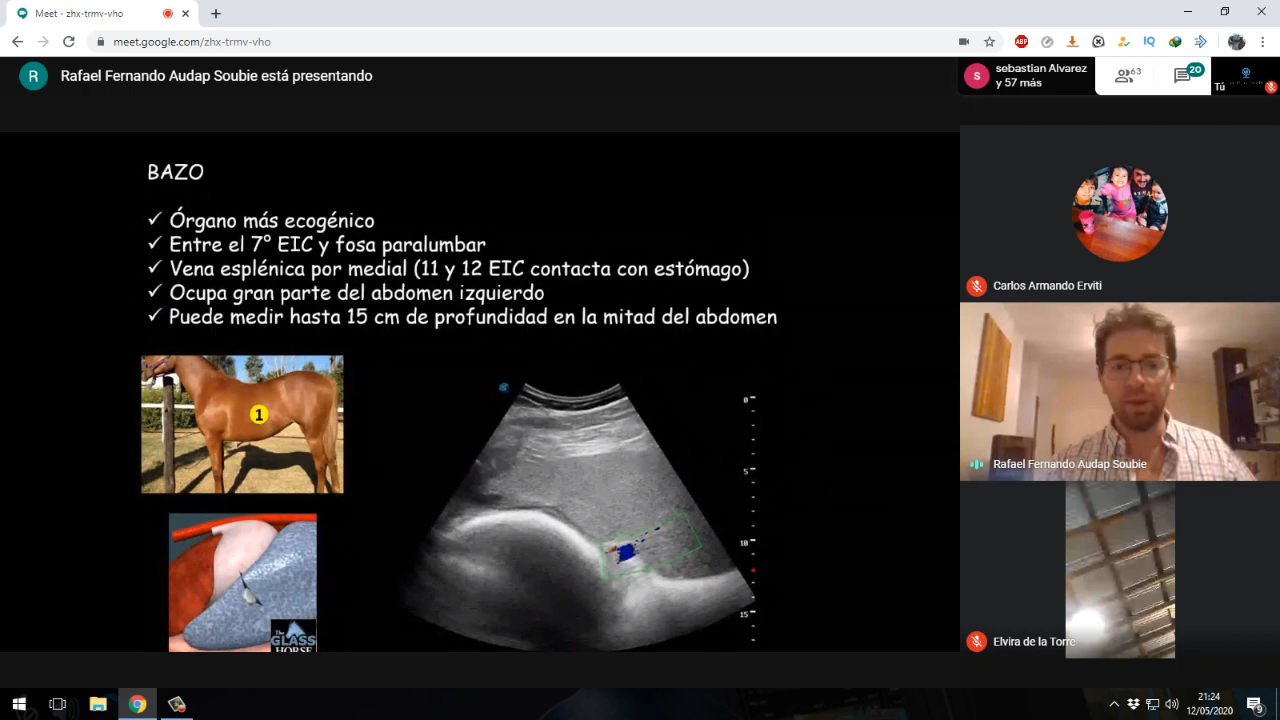 Meet - zhx-trmv-vho
meet.google.com/zhx-trmv-vho
ABP
IQ
R
Rafael Fernando Audap Soubie está presentando
S
sebastian Alvarez
y 57 más
63
20
Tú
BAZO
✓ Órgano más ecogénico
✓ Entre el 7° EIC y fosa paralumbar
✓ Vena esplénica por medial (11 y 12 EIC contacta con estómago)
✓ Ocupa gran parte del abdomen izquierdo
✓ Puede medir hasta 15 cm de profundidad en la mitad del abdomen
1
The
GLASS
HORSE
0
5
10
15
Carlos Armando Erviti
Rafael Fernando Audap Soubie
Elvira de la Torre
21:24
12/05/2020
9